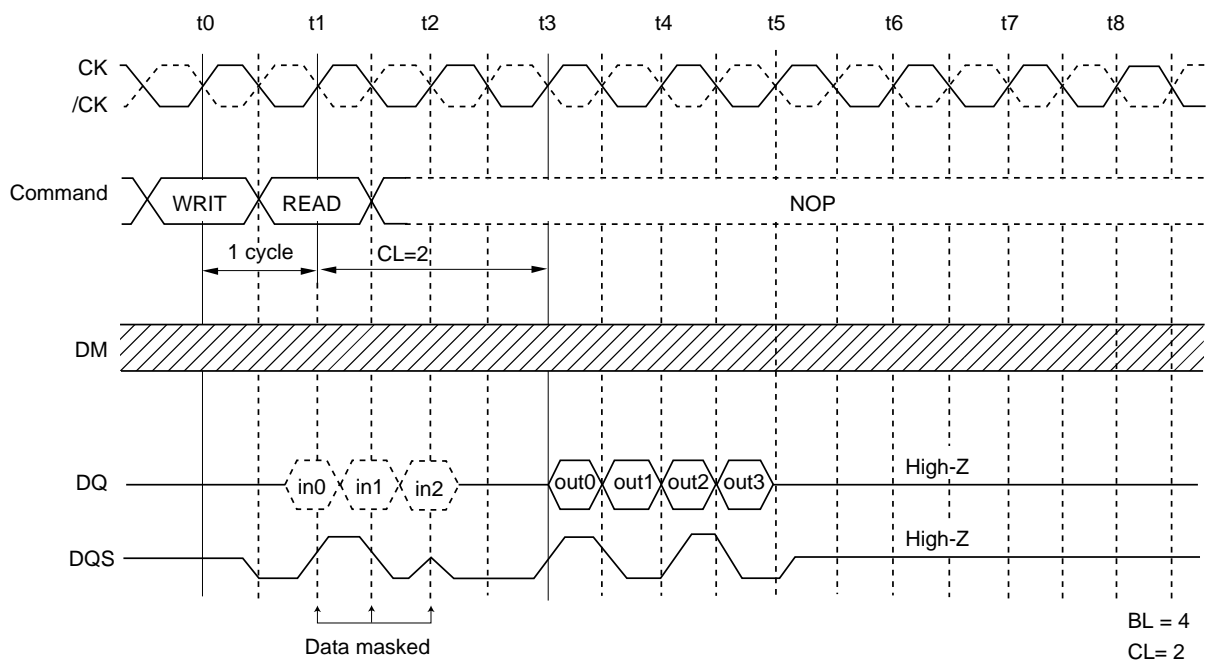 t0 t1 t2 t3 t4 t5 t6 t7 t8
CK
/CK
Command WRIT READ NOP
1 cycle CL=2
DM
DQ in0 in1 in2 out0 out1 out2 out3 High-Z
DQS High-Z
Data masked
BL = 4
CL= 2